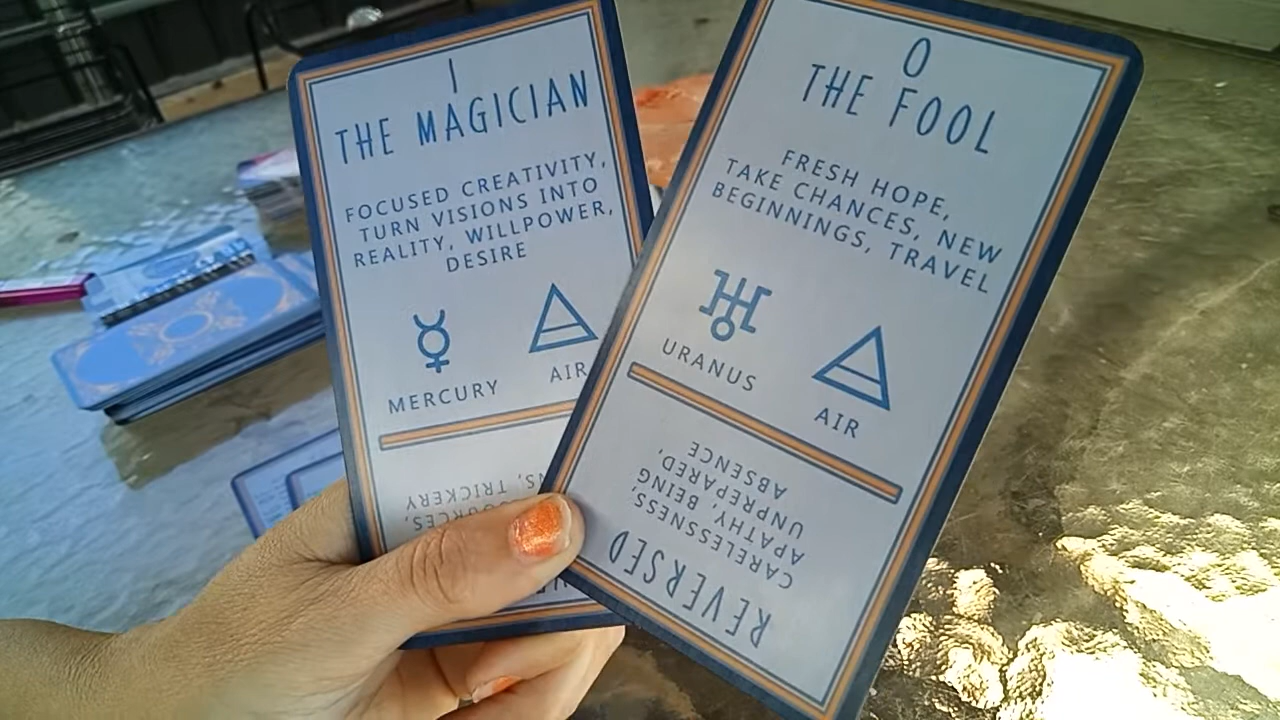 I
THE MAGICIAN
FOCUSED CREATIVITY,
TURN VISIONS INTO
REALITY, WILLPOWER,
DESIRE
MERCURY
AIR
TRICKERY
O
THE FOOL
FRESH HOPE,
TAKE CHANCES, NEW
BEGINNINGS, TRAVEL
URANUS
AIR
REVERSED
CARELESSNESS,
APATHY, BEING
UNPREPARED,
ABSENCE